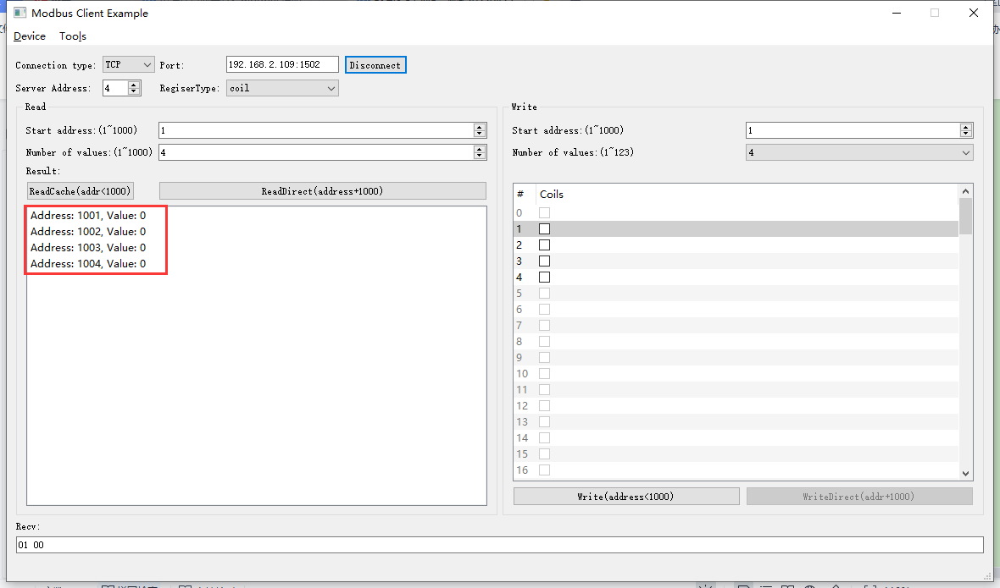 Modbus Client Example
Device Tools
Connection type: TCP Port: 192.168.2.109:1502 Disconnect
Server Address: 4 RegiserType: coil
Read
Start address:(1~1000) 1
Number of values:(1~1000) 4
Result:
ReadCache(addr<1000) ReadDirect(address+1000)
Address: 1001, Value: 0
Address: 1002, Value: 0
Address: 1003, Value: 0
Address: 1004, Value: 0
Write
Start address:(1~1000) 1
Number of values:(1~123) 4
# Coils
0
1
2
3
4
5
6
7
8
9
10
11
12
13
14
15
16
Write(address<1000) WriteDirect(addr+1000)
Recv:
01 00